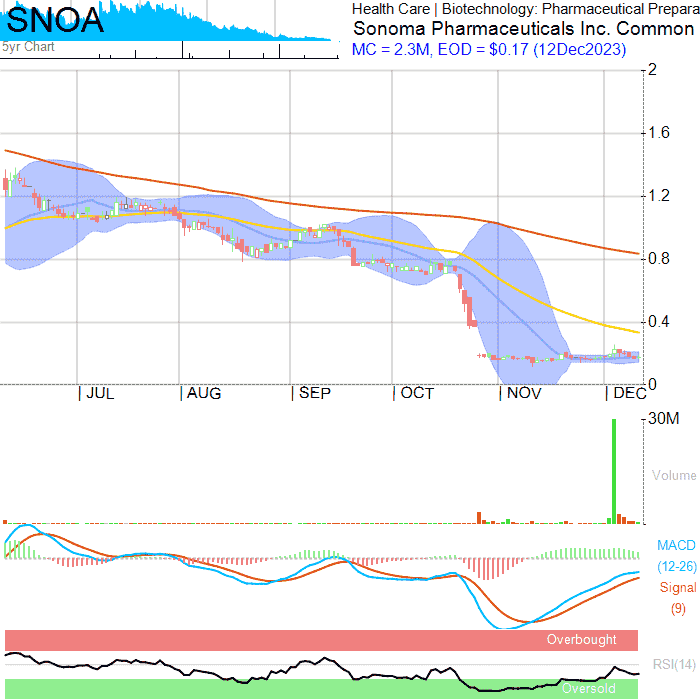 SNOA
5yr Chart
Health Care | Biotechnology: Pharmaceutical Prepara
Sonoma Pharmaceuticals Inc. Common
MC = 2.3M, EOD = $0.17 (12Dec2023)
2
1.6
1.2
0.8
0.4
0
| JUL | AUG | SEP | OCT | NOV | DEC
30M
Volume
MACD
(12-26)
Signal
(9)
Overbought
RSI(14)
Oversold